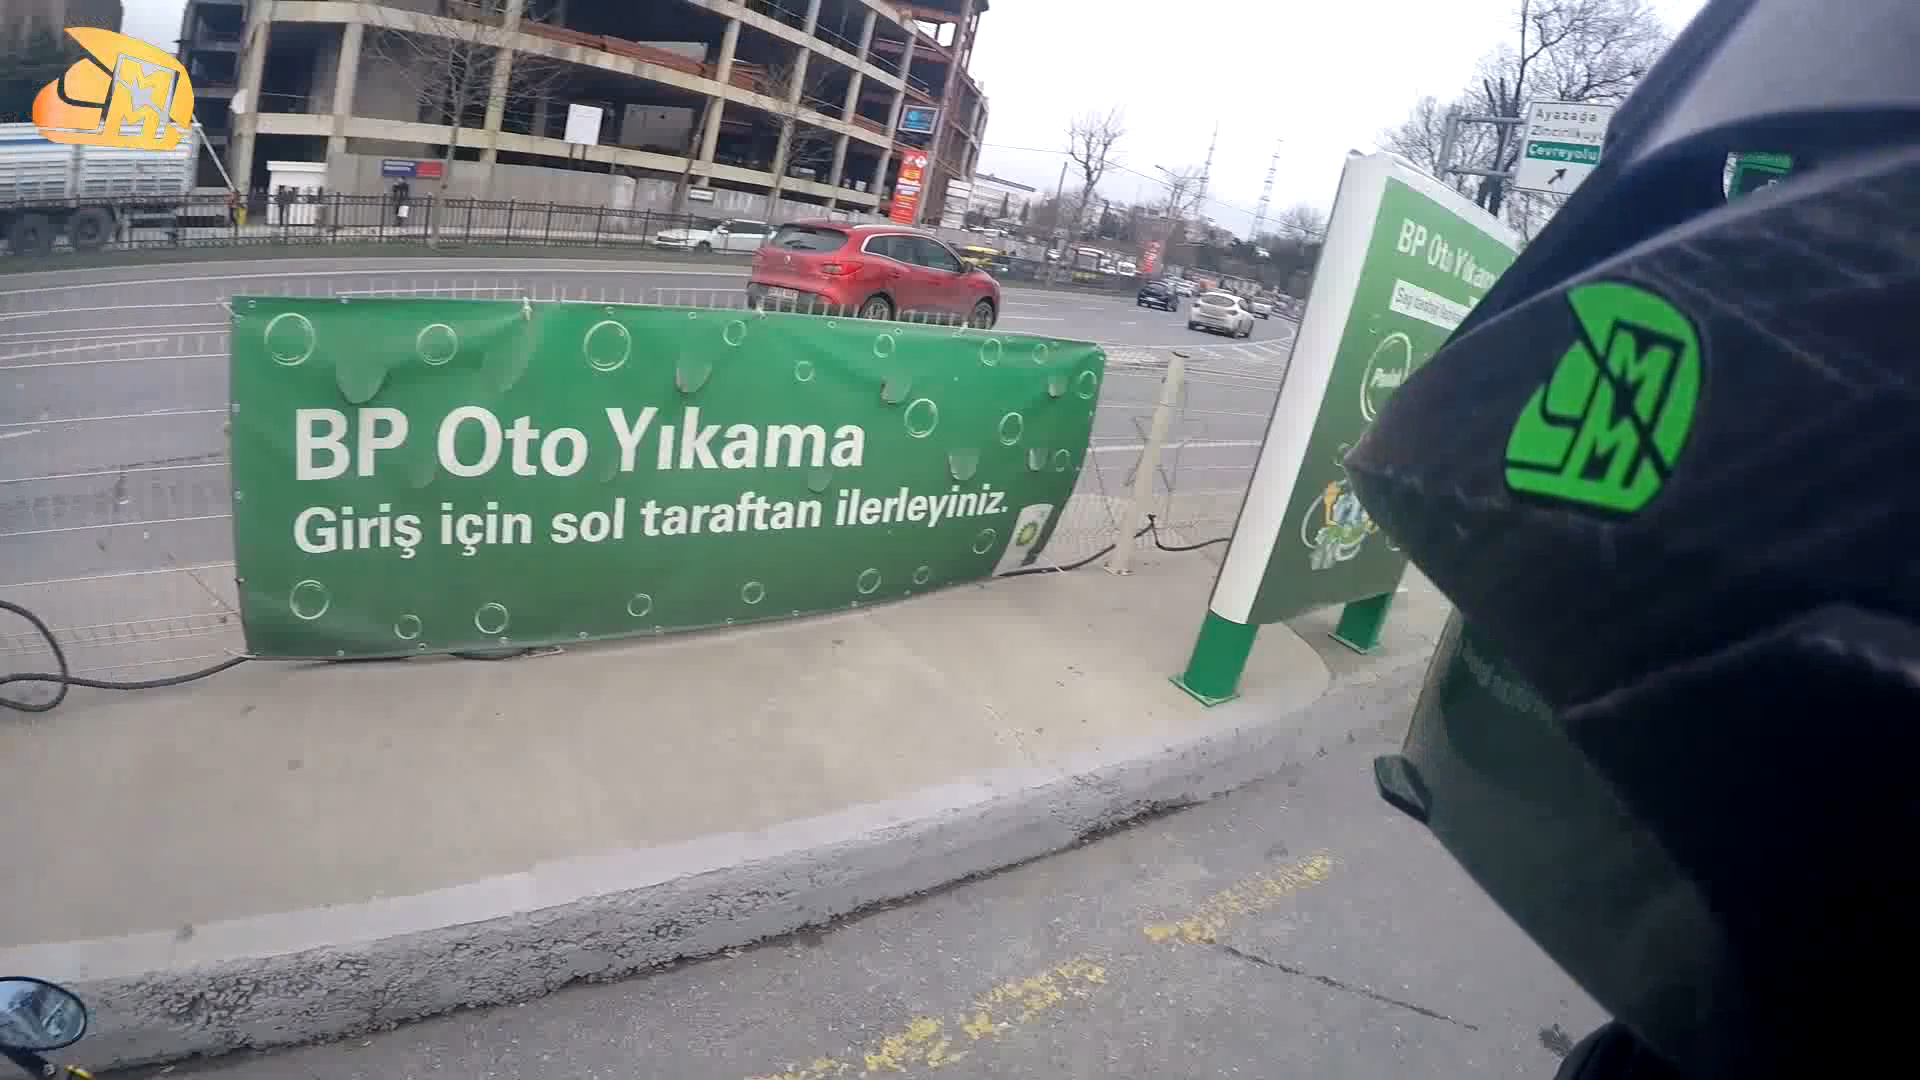 BP Oto Yıkama
Giriş için sol taraftan ilerleyiniz.
BP Oto Yıkama
Ayazağa
Zincirlikuyu
Çevreyolu